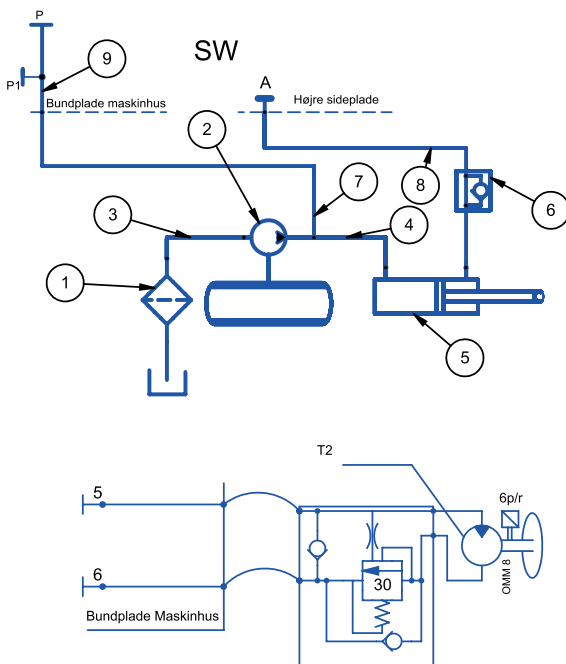 P
SW
9
P1
A
Bundplade maskinhus
Højre sideplade
2
7
8
6
3
4
1
5
T2
5
6p/r
6
30
OMM 8
Bundplade Maskinhus